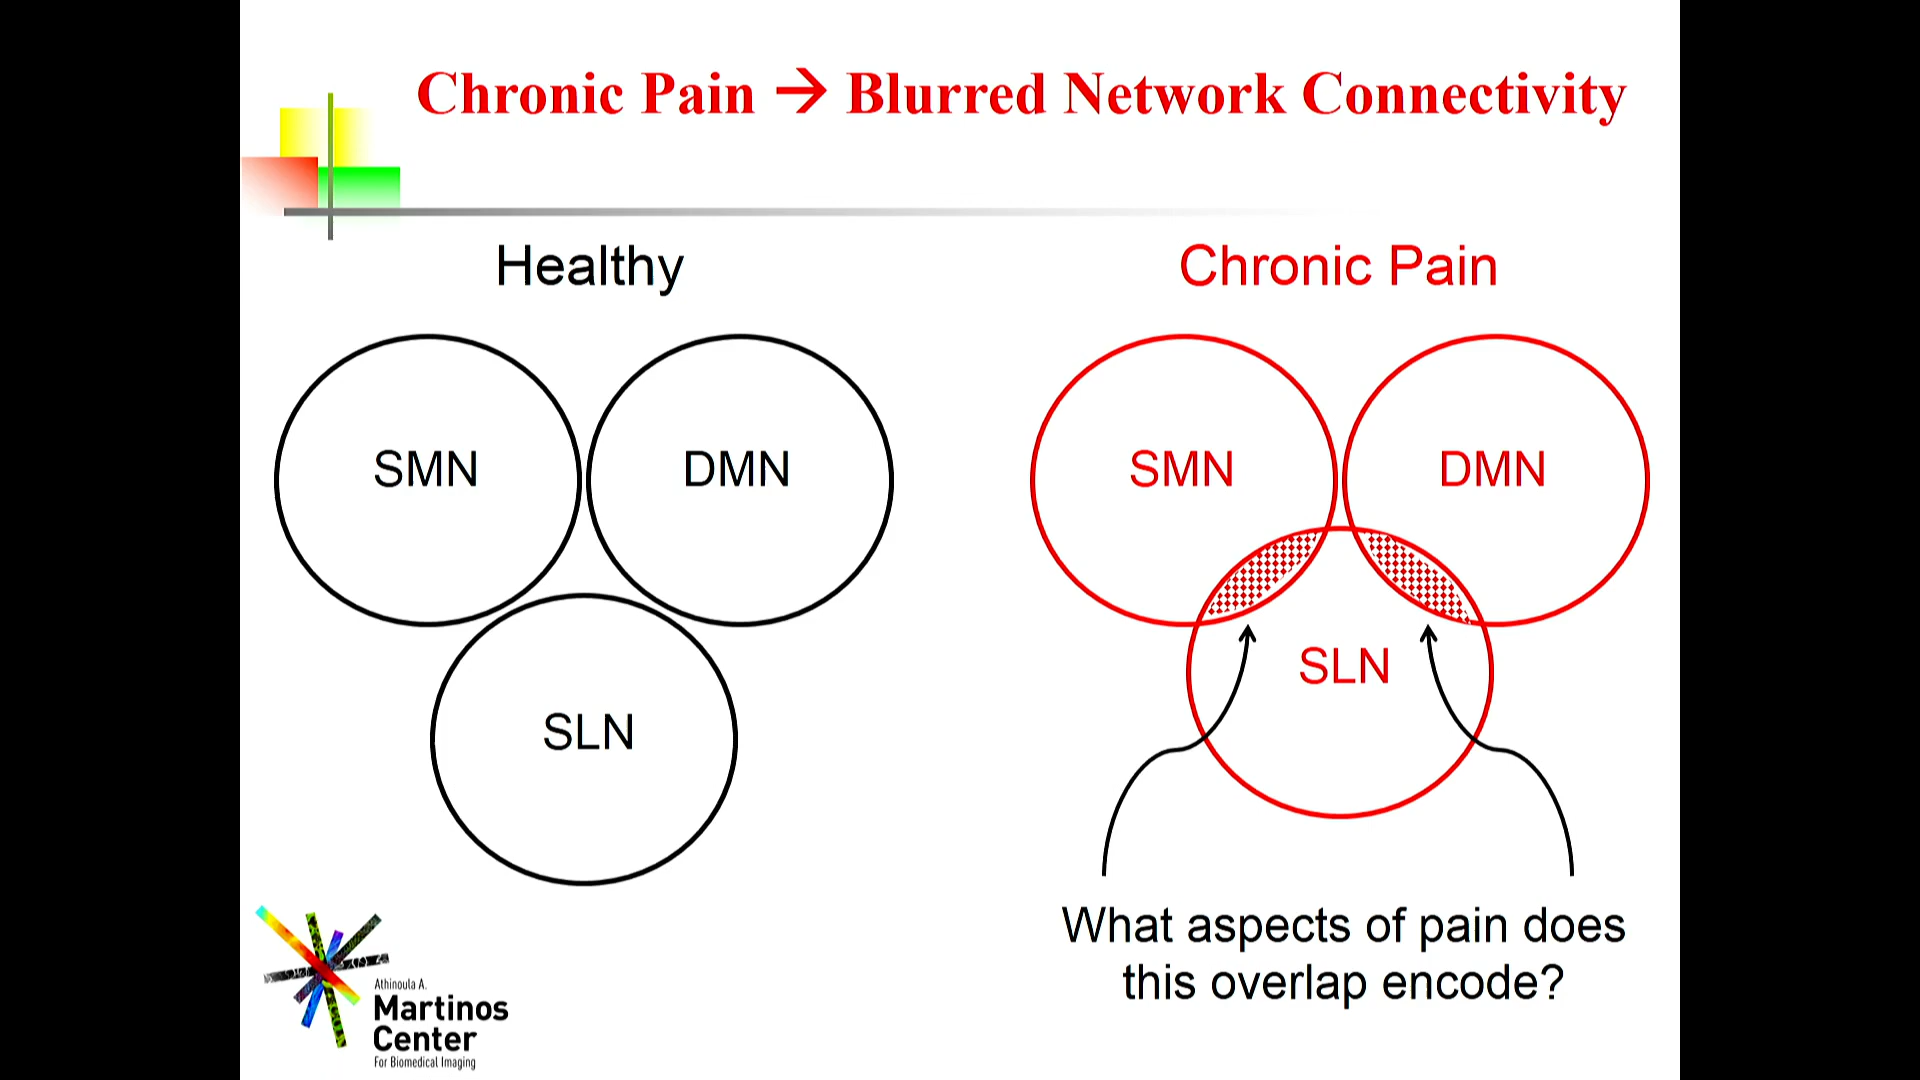 Chronic Pain → Blurred Network Connectivity
Healthy
Chronic Pain
SMN
DMN
SLN
SMN
DMN
SLN
What aspects of pain does
this overlap encode?
Athinoula A.
Martinos
Center
For Biomedical Imaging